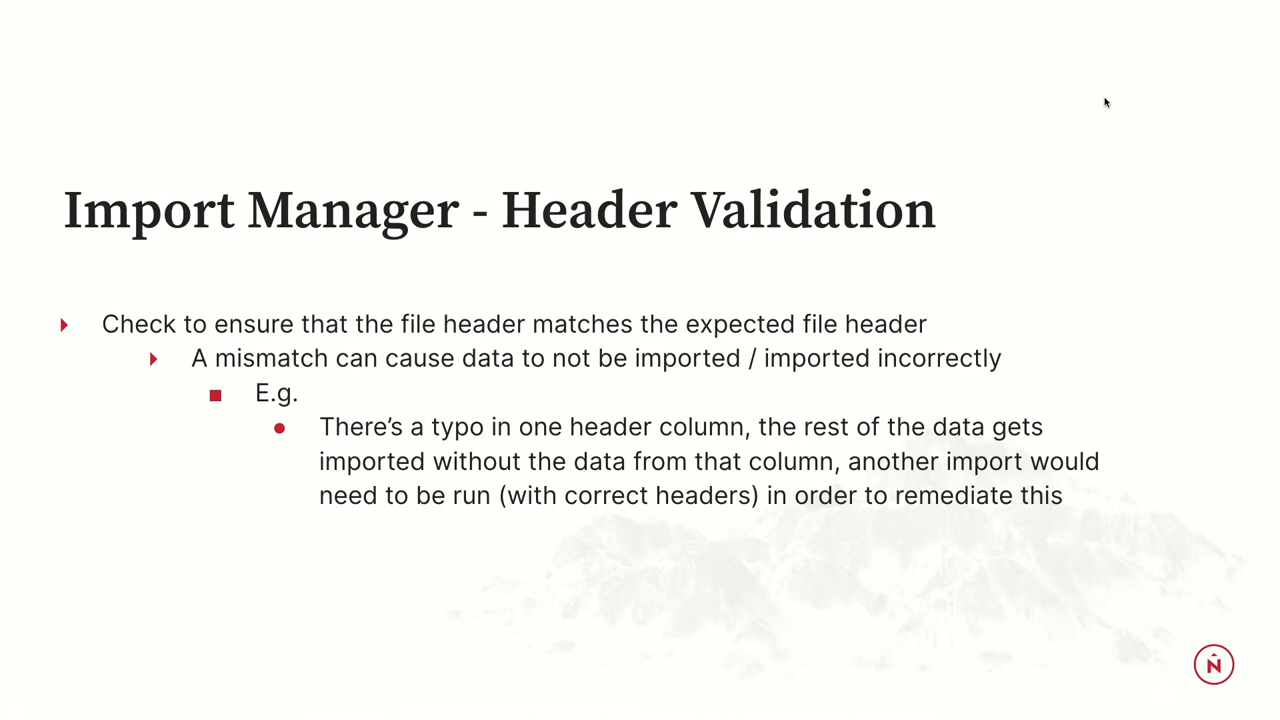 Import Manager - Header Validation
Check to ensure that the file header matches the expected file header
A mismatch can cause data to not be imported / imported incorrectly
E.g.
There’s a typo in one header column, the rest of the data gets
imported without the data from that column, another import would
need to be run (with correct headers) in order to remediate this
N